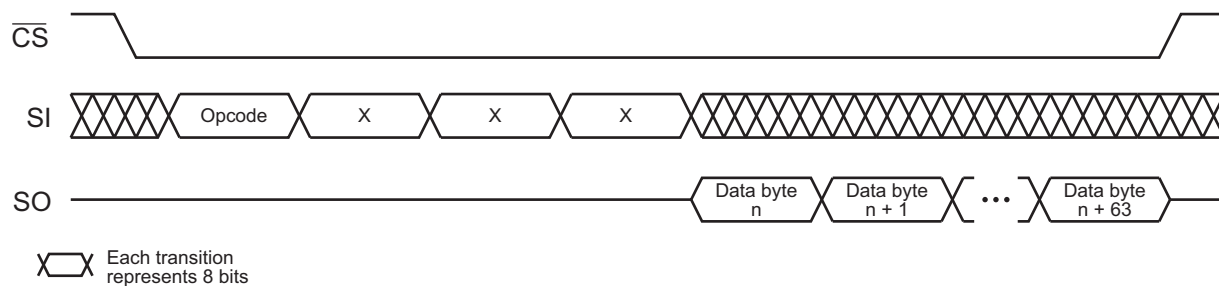 CS
SI
Opcode
X
X
X
SO
Data byte
n
Data byte
n + 1
•••
Data byte
n + 63
Each transition
represents 8 bits